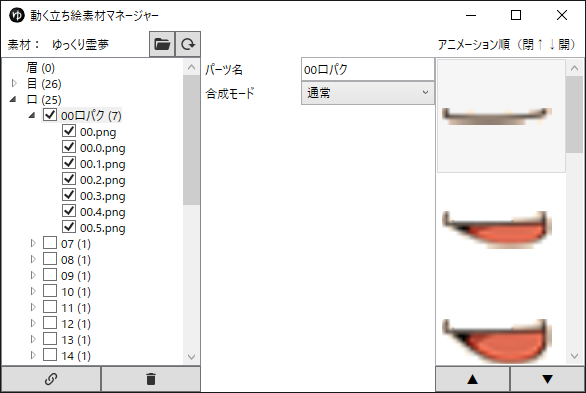 ゆ 動く立ち絵素材マネージャー
素材： ゆっくり霊夢
アニメーション順（閉↑↓開）
眉 (0)
目 (26)
口 (25)
00口パク (7)
00.png
00.0.png
00.1.png
00.2.png
00.3.png
00.4.png
00.5.png
07 (1)
08 (1)
09 (1)
10 (1)
11 (1)
12 (1)
13 (1)
14 (1)
パーツ名
00口パク
合成モード
通常
▲
▼